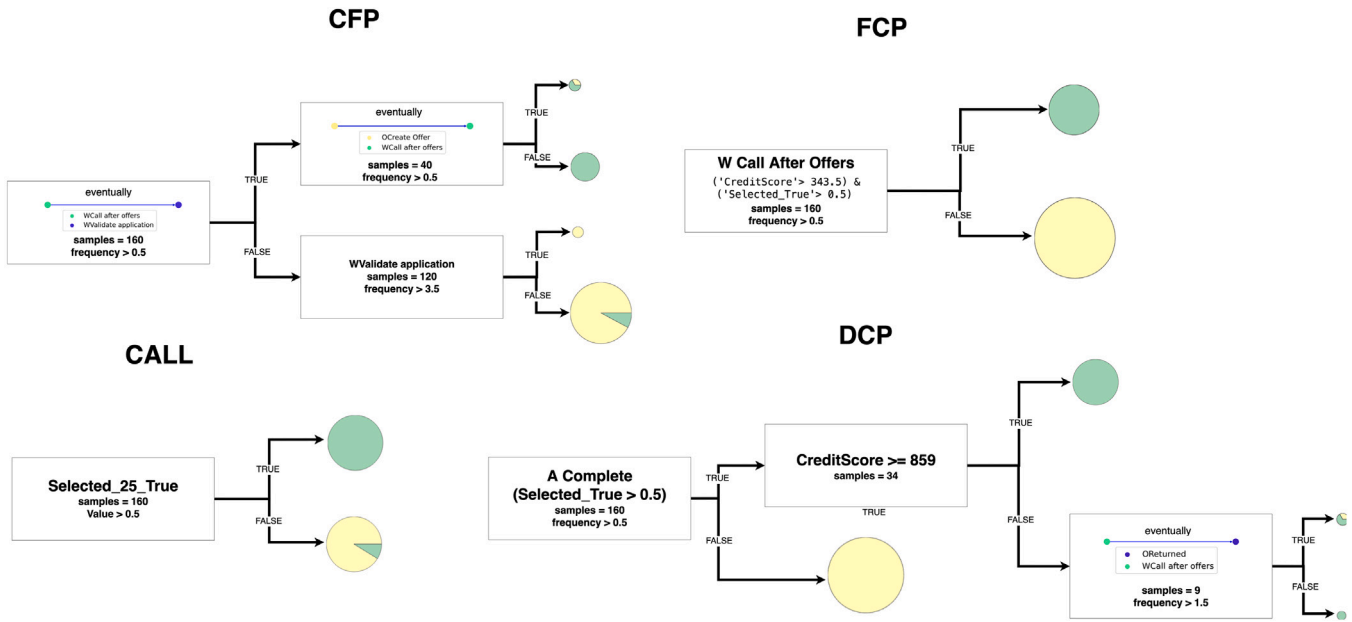 CFP
eventually
OCreate Offer
WCall after offers
samples = 40
frequency > 0.5
TRUE
FALSE
eventually
WCall after offers
WValidate application
samples = 160
frequency > 0.5
TRUE
FALSE
WValidate application
samples = 120
frequency > 3.5
TRUE
FALSE
FCP
W Call After Offers
('CreditScore'> 343.5) &
('Selected_True'> 0.5)
samples = 160
frequency > 0.5
TRUE
FALSE
CALL
Selected_25_True
samples = 160
Value > 0.5
TRUE
FALSE
DCP
A Complete
(Selected_True > 0.5)
samples = 160
frequency > 0.5
TRUE
FALSE
CreditScore >= 859
samples = 34
TRUE
TRUE
FALSE
eventually
OReturned
WCall after offers
samples = 9
frequency > 1.5
TRUE
FALSE